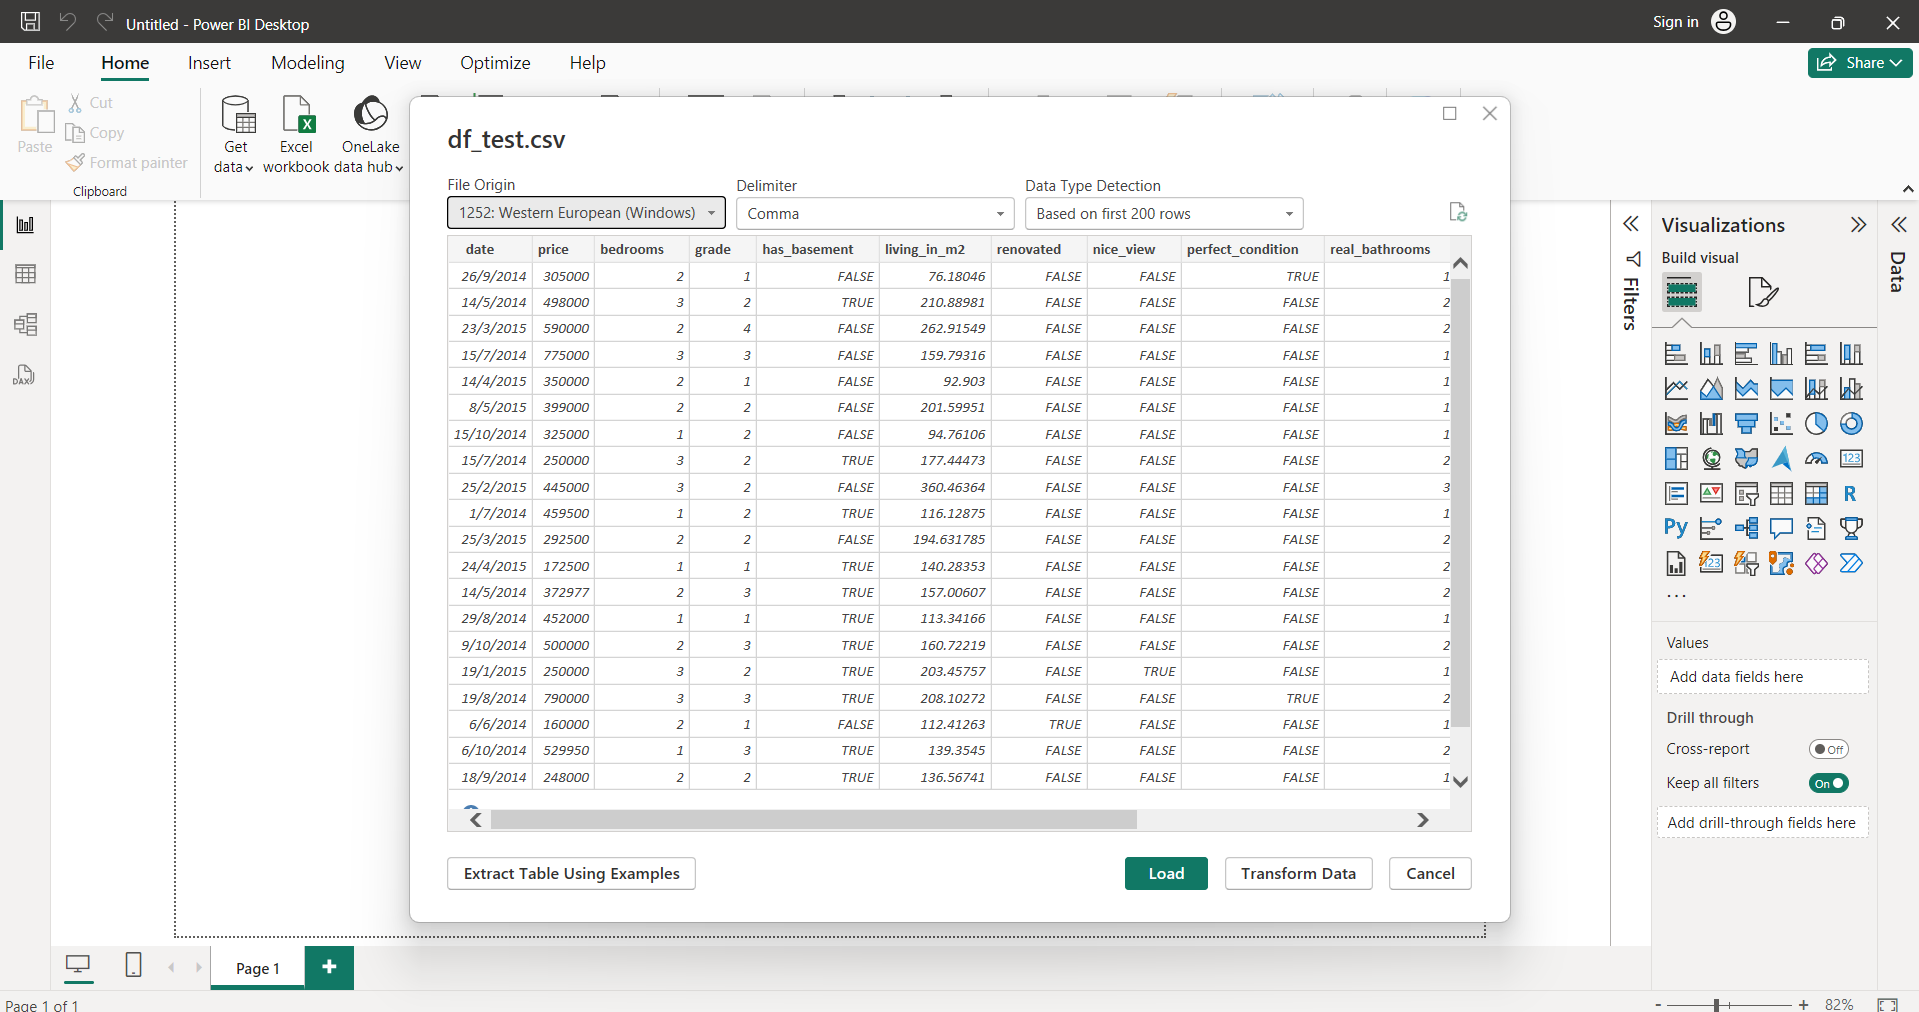 Untitled - Power BI Desktop
Sign in
File Home Insert Modeling View Optimize Help
Share
Paste
Cut
Copy
Format painter
Clipboard
Get data
Excel workbook
OneLake data hub
df_test.csv
File Origin Delimiter Data Type Detection
1252: Western European (Windows) Comma Based on first 200 rows
date price bedrooms grade has_basement living_in_m2 renovated nice_view perfect_condition real_bathrooms
26/9/2014 305000 2 1 FALSE 76.18046 FALSE FALSE TRUE 1
14/5/2014 498000 3 2 TRUE 210.88981 FALSE FALSE FALSE 2
23/3/2015 590000 2 4 FALSE 262.91549 FALSE FALSE FALSE 2
15/7/2014 775000 3 3 FALSE 159.79316 FALSE FALSE FALSE 1
14/4/2015 350000 2 1 FALSE 92.903 FALSE FALSE FALSE 1
8/5/2015 399000 2 2 FALSE 201.59951 FALSE FALSE FALSE 1
15/10/2014 325000 1 2 FALSE 94.76106 FALSE FALSE FALSE 1
15/7/2014 250000 3 2 TRUE 177.44473 FALSE FALSE FALSE 2
25/2/2015 445000 3 2 FALSE 360.46364 FALSE FALSE FALSE 3
1/7/2014 459500 1 2 TRUE 116.12875 FALSE FALSE FALSE 1
25/3/2015 292500 2 2 FALSE 194.631785 FALSE FALSE FALSE 2
24/4/2015 172500 1 1 TRUE 140.28353 FALSE FALSE FALSE 2
14/5/2014 372977 2 3 TRUE 157.00607 FALSE FALSE FALSE 2
29/8/2014 452000 1 1 TRUE 113.34166 FALSE FALSE FALSE 1
9/10/2014 500000 2 3 TRUE 160.72219 FALSE FALSE FALSE 2
19/1/2015 250000 3 2 TRUE 203.45757 FALSE TRUE FALSE 1
19/8/2014 790000 3 3 TRUE 208.10272 FALSE FALSE TRUE 2
6/6/2014 160000 2 1 FALSE 112.41263 TRUE FALSE FALSE 1
6/10/2014 529950 1 3 TRUE 139.3545 FALSE FALSE FALSE 2
18/9/2014 248000 2 2 TRUE 136.56741 FALSE FALSE FALSE 1
Extract Table Using Examples
Load
Transform Data
Cancel
Filters
Visualizations
Build visual
123
R
Py
123
...
Values
Add data fields here
Drill through
Cross-report Off
Keep all filters On
Add drill-through fields here
Data
DAX
Page 1 +
Page 1 of 1
- + 82%